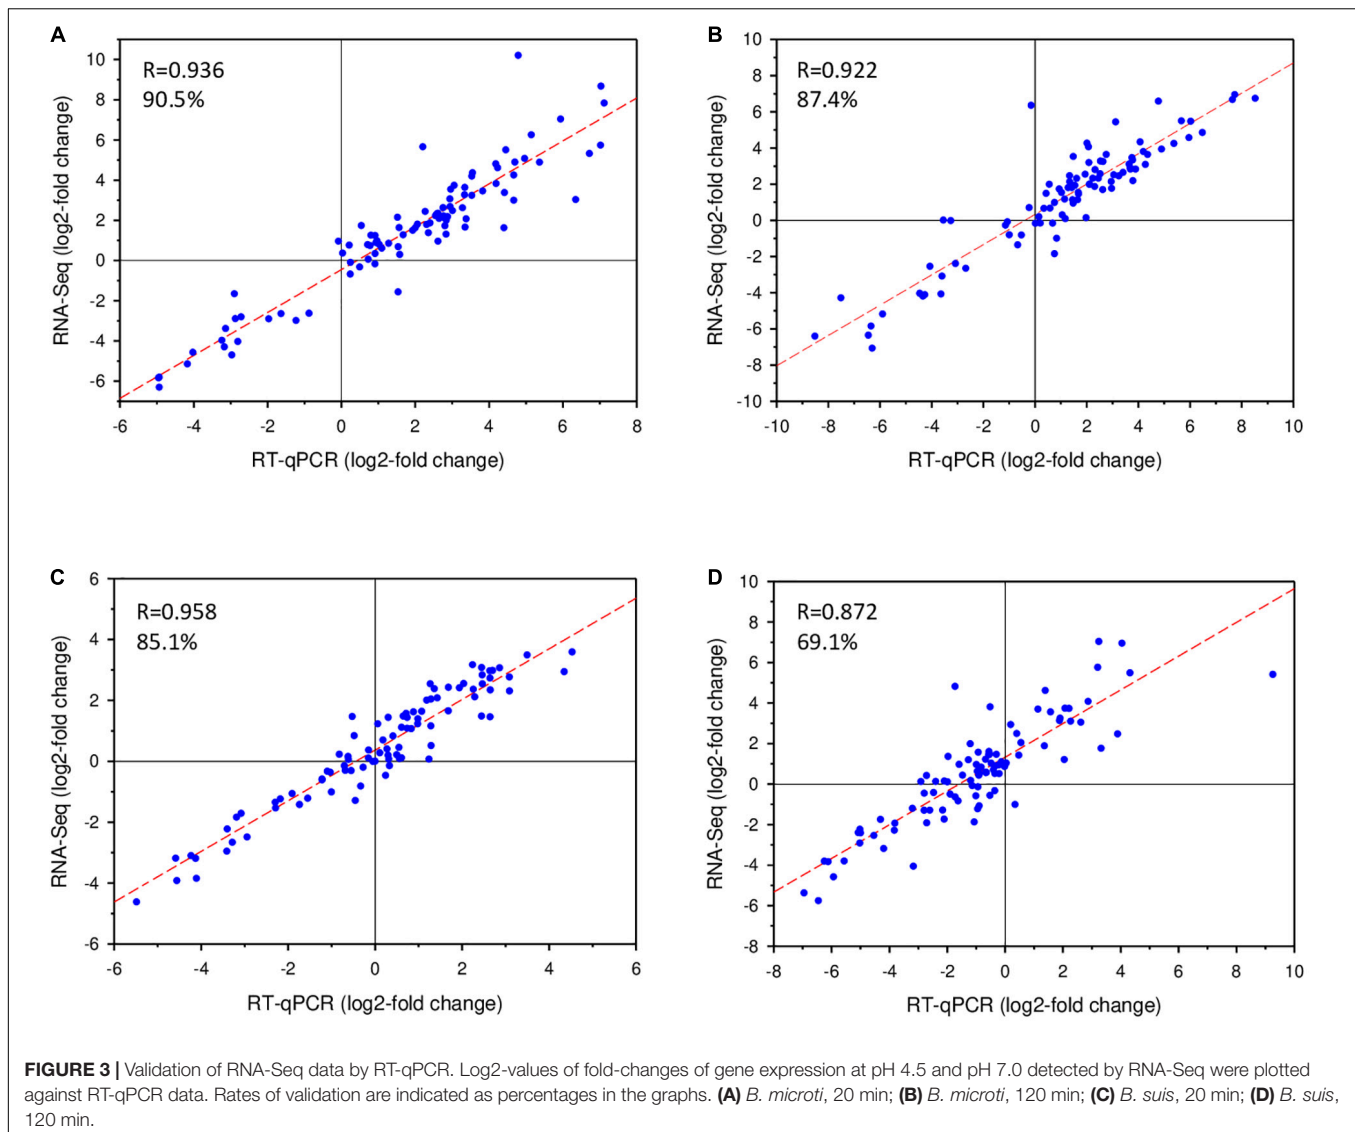 A
R=0.936
90.5%
RNA-Seq (log2-fold change)
10
8
6
4
2
0
-2
-4
-6
-6 -4 -2 0 2 4 6 8
RT-qPCR (log2-fold change)
B
R=0.922
87.4%
RNA-Seq (log2-fold change)
10
8
6
4
2
0
-2
-4
-6
-8
-10
-10 -8 -6 -4 -2 0 2 4 6 8 10
RT-qPCR (log2-fold change)
C
R=0.958
85.1%
RNA-Seq (log2-fold change)
6
4
2
0
-2
-4
-6
-6 -4 -2 0 2 4 6
RT-qPCR (log2-fold change)
D
R=0.872
69.1%
RNA-Seq (log2-fold change)
10
8
6
4
2
0
-2
-4
-6
-8
-8 -6 -4 -2 0 2 4 6 8 10
RT-qPCR (log2-fold change)
FIGURE 3 | Validation of RNA-Seq data by RT-qPCR. Log2-values of fold-changes of gene expression at pH 4.5 and pH 7.0 detected by RNA-Seq were plotted
against RT-qPCR data. Rates of validation are indicated as percentages in the graphs. (A) B. microti, 20 min; (B) B. microti, 120 min; (C) B. suis, 20 min; (D) B. suis,
120 min.